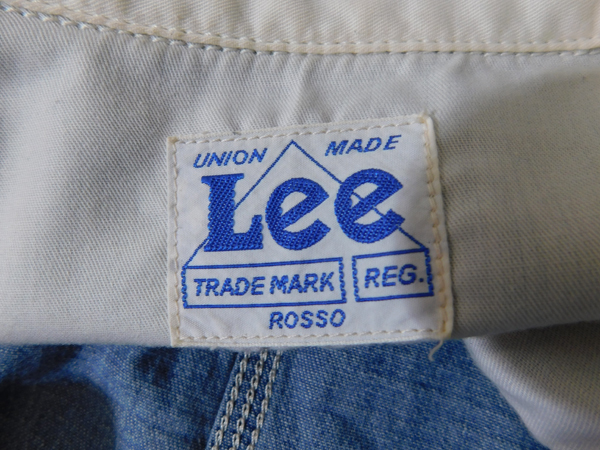 UNION MADE
Lee
TRADE MARK REG.
ROSSO